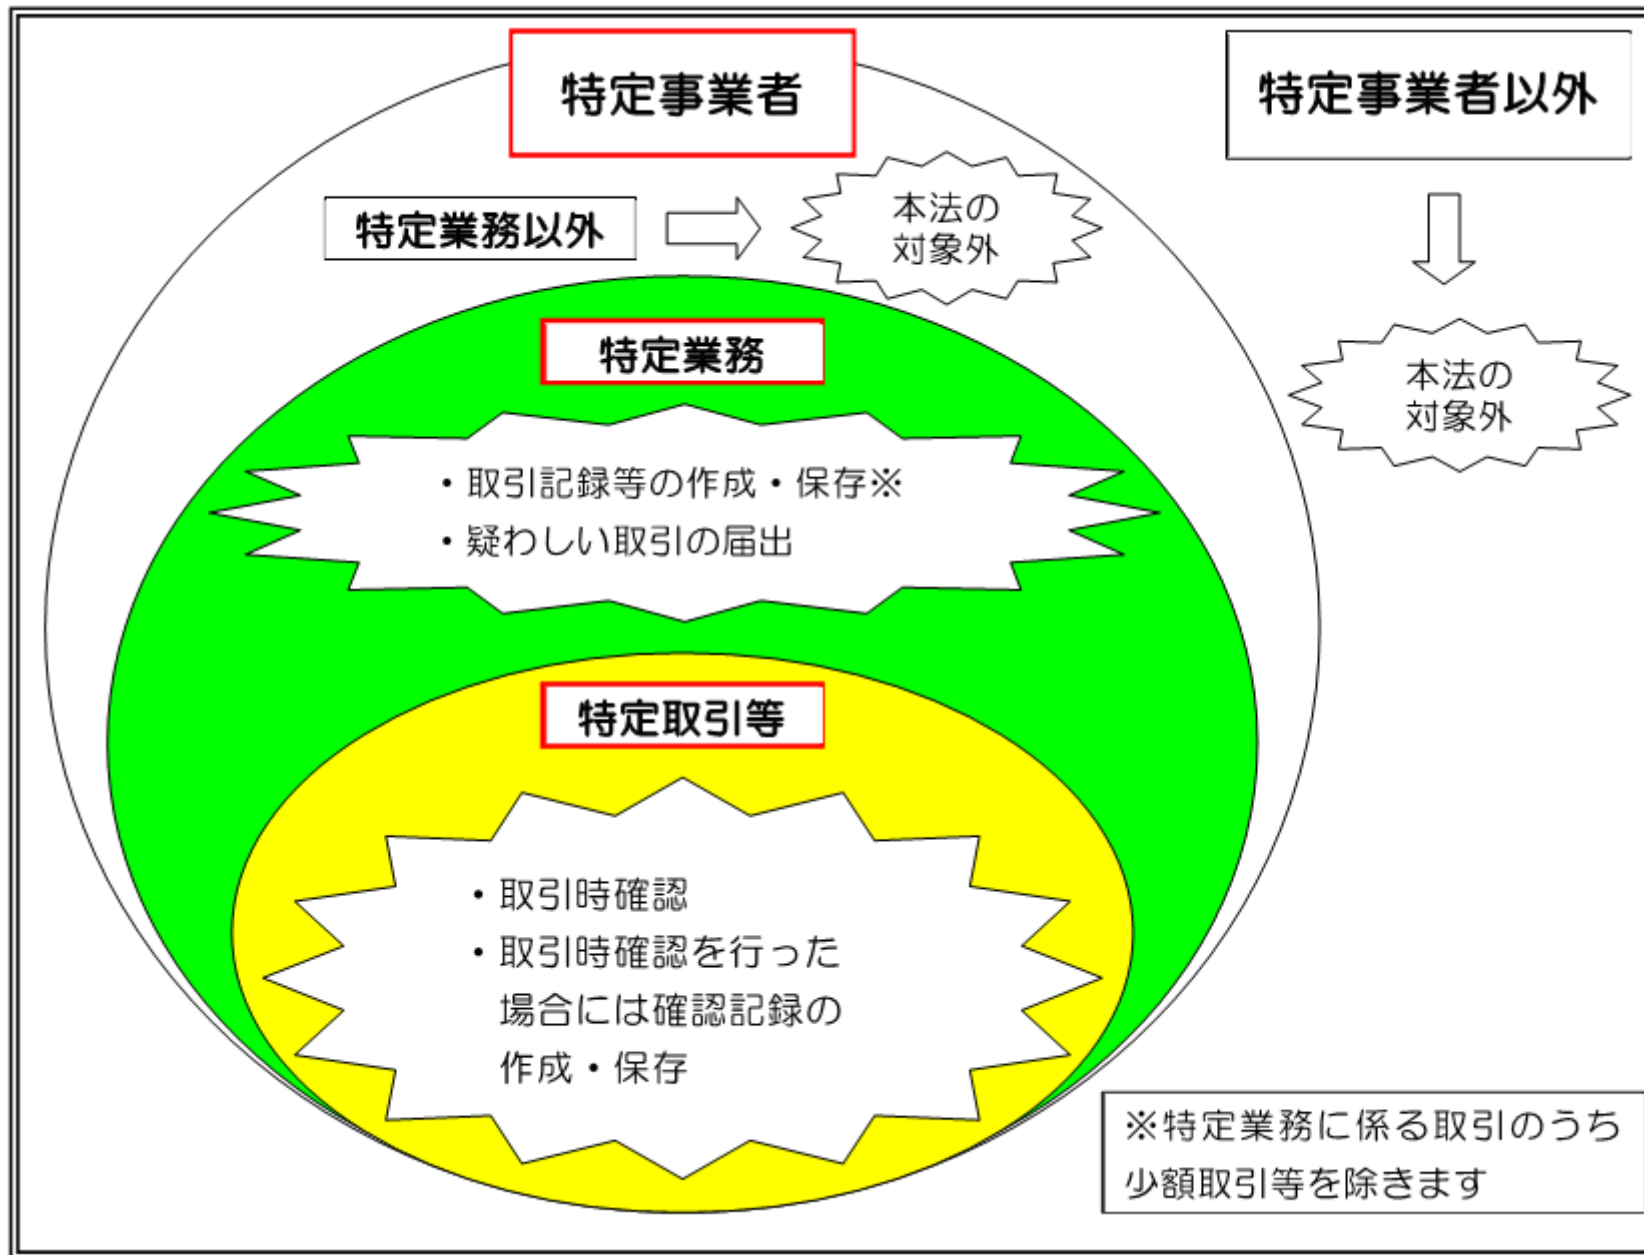 特定事業者
特定事業者以外
特定業務以外
本法の
対象外
本法の
対象外
特定業務
・取引記録等の作成・保存※
・疑わしい取引の届出
特定取引等
・取引時確認
・取引時確認を行った
場合には確認記録の
作成・保存
※特定業務に係る取引のうち
少額取引等を除きます